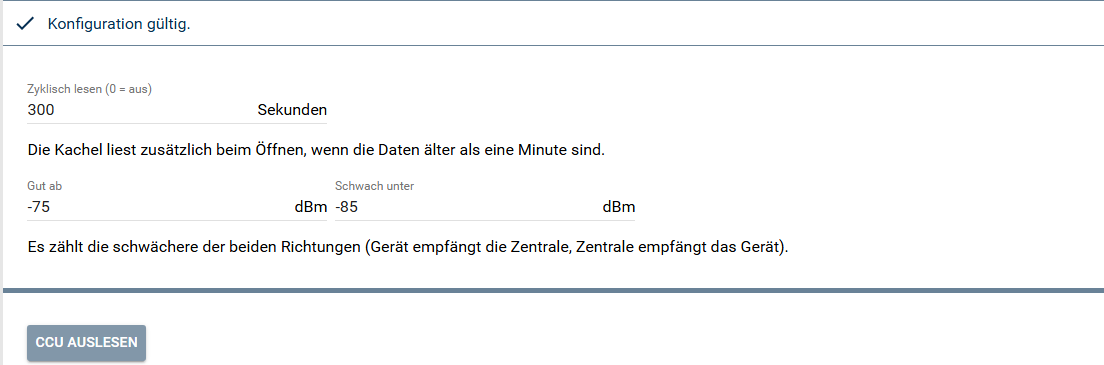 Konfiguration gültig.
Zyklisch lesen (0 = aus)
300 Sekunden
Die Kachel liest zusätzlich beim Öffnen, wenn die Daten älter als eine Minute sind.
Gut ab Schwach unter
-75 dBm -85 dBm
Es zählt die schwächere der beiden Richtungen (Gerät empfängt die Zentrale, Zentrale empfängt das Gerät).
CCU AUSLESEN